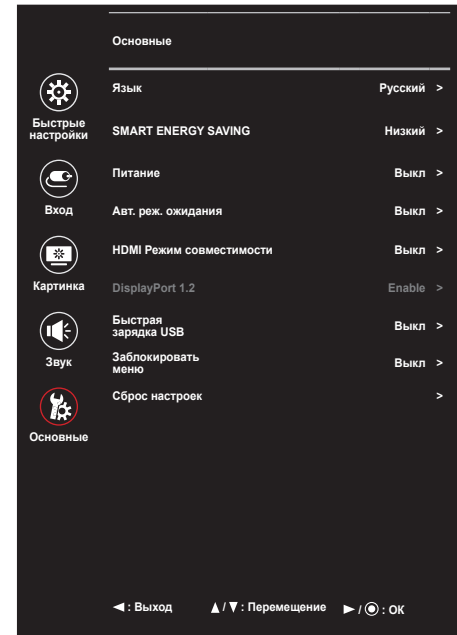 Основные
Быстрые
настройки
Вход
Картинка
Звук
Основные
Язык Русский >
SMART ENERGY SAVING Низкий >
Питание Выкл >
Авт. реж. ожидания Выкл >
HDMI Режим совместимости Выкл >
DisplayPort 1.2 Enable >
Быстрая
зарядка USB Выкл >
Заблокировать
меню Выкл >
Сброс настроек >
◄ : Выход ▲ / ▼ : Перемещение ► / ◉ : ОК